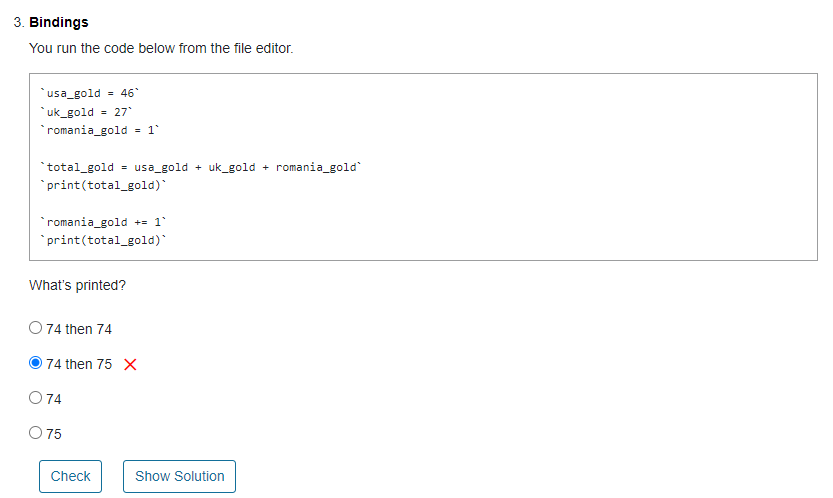 3. Bindings
You run the code below from the file editor.
`usa_gold = 46`
`uk_gold = 27`
`romania_gold = 1`
`total_gold = usa_gold + uk_gold + romania_gold`
`print(total_gold)`
`romania_gold += 1`
`print(total_gold)`
What's printed?
74 then 74
74 then 75
74
75
Check Show Solution